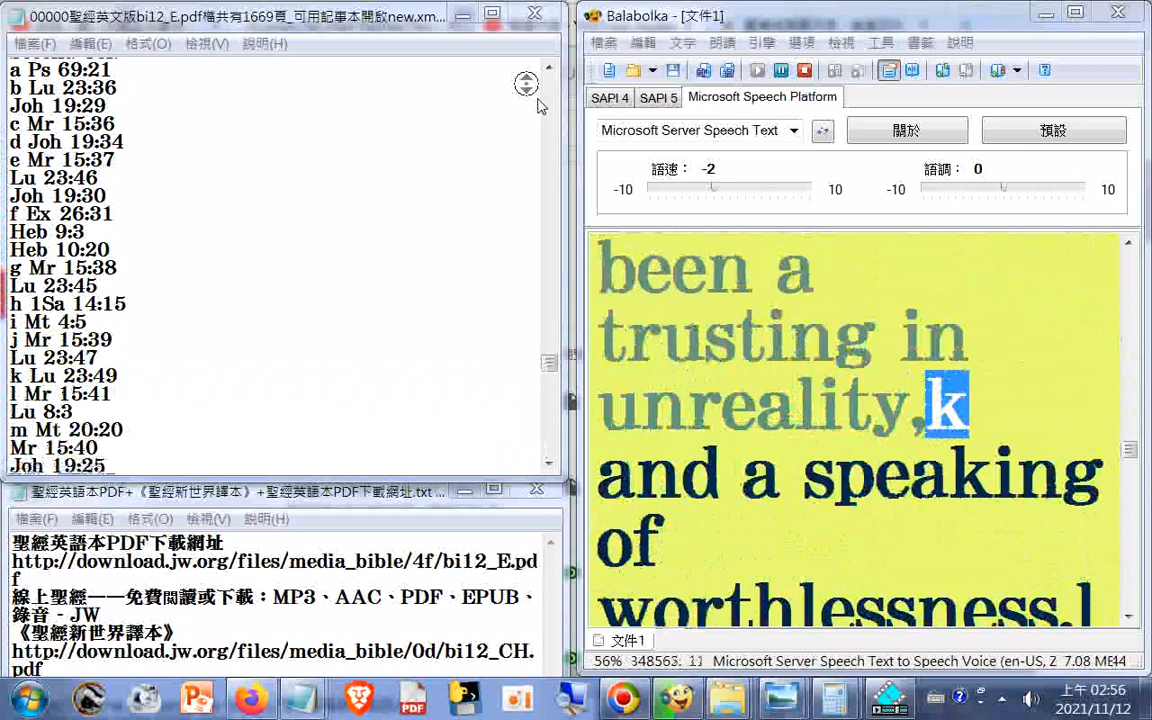 00000聖經英文版bi12_E.pdf檔共有1669頁_可用記事本開啟new.xm...
檔案(F) 編輯(E) 格式(O) 檢視(V) 說明(H)
a Ps 69:21
b Lu 23:36
Joh 19:29
c Mr 15:36
d Joh 19:34
e Mr 15:37
Lu 23:46
Joh 19:30
f Ex 26:31
Heb 9:3
Heb 10:20
g Mr 15:38
Lu 23:45
h 1Sa 14:15
i Mt 4:5
j Mr 15:39
Lu 23:47
k Lu 23:49
l Mr 15:41
Lu 8:3
m Mt 20:20
Mr 15:40
Joh 19:25
聖經英語本PDF+《聖經新世界譯本》+聖經英語本PDF下載網址.txt ...
檔案(F) 編輯(E) 格式(O) 檢視(V) 說明(H)
聖經英語本PDF下載網址
http://download.jw.org/files/media_bible/4f/bi12_E.pd
f
線上聖經——免費閱讀或下載：MP3、AAC、PDF、EPUB、
錄音 - JW
《聖經新世界譯本》
http://download.jw.org/files/media_bible/0d/bi12_CH.
pdf
Balabolka - [文件1]
檔案 編輯 文字 朗讀 引擎 選項 檢視 工具 書籤 說明
SAPI 4 SAPI 5 Microsoft Speech Platform
Microsoft Server Speech Text 關於 預設
語速： -2 語調： 0
-10 10 -10 10
been a
trusting in
unreality,k
and a speaking
of
worthlessness.l
文件1
56% 348563: 11 Microsoft Server Speech Text to Speech Voice (en-US, Z 7.08 ME44
上午 02:56
2021/11/12